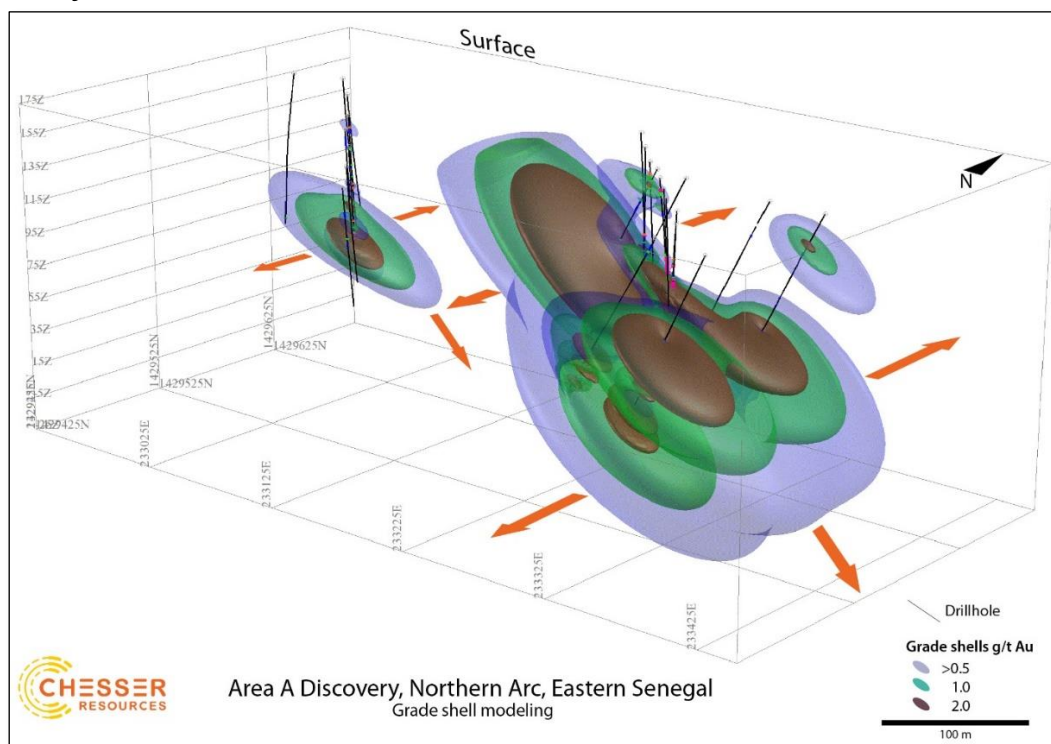 Surface
N
175Z
155Z
135Z
115Z
95Z
75Z
55Z
35Z
15Z
1429625N
1429625N
1429525N
1429525N
1429425N
233025E
233125E
233225E
233325E
233425E
Drillhole
Grade shells g/t Au
>0.5
1.0
2.0
100 m
CHESSER
RESOURCES
Area A Discovery, Northern Arc, Eastern Senegal
Grade shell modeling